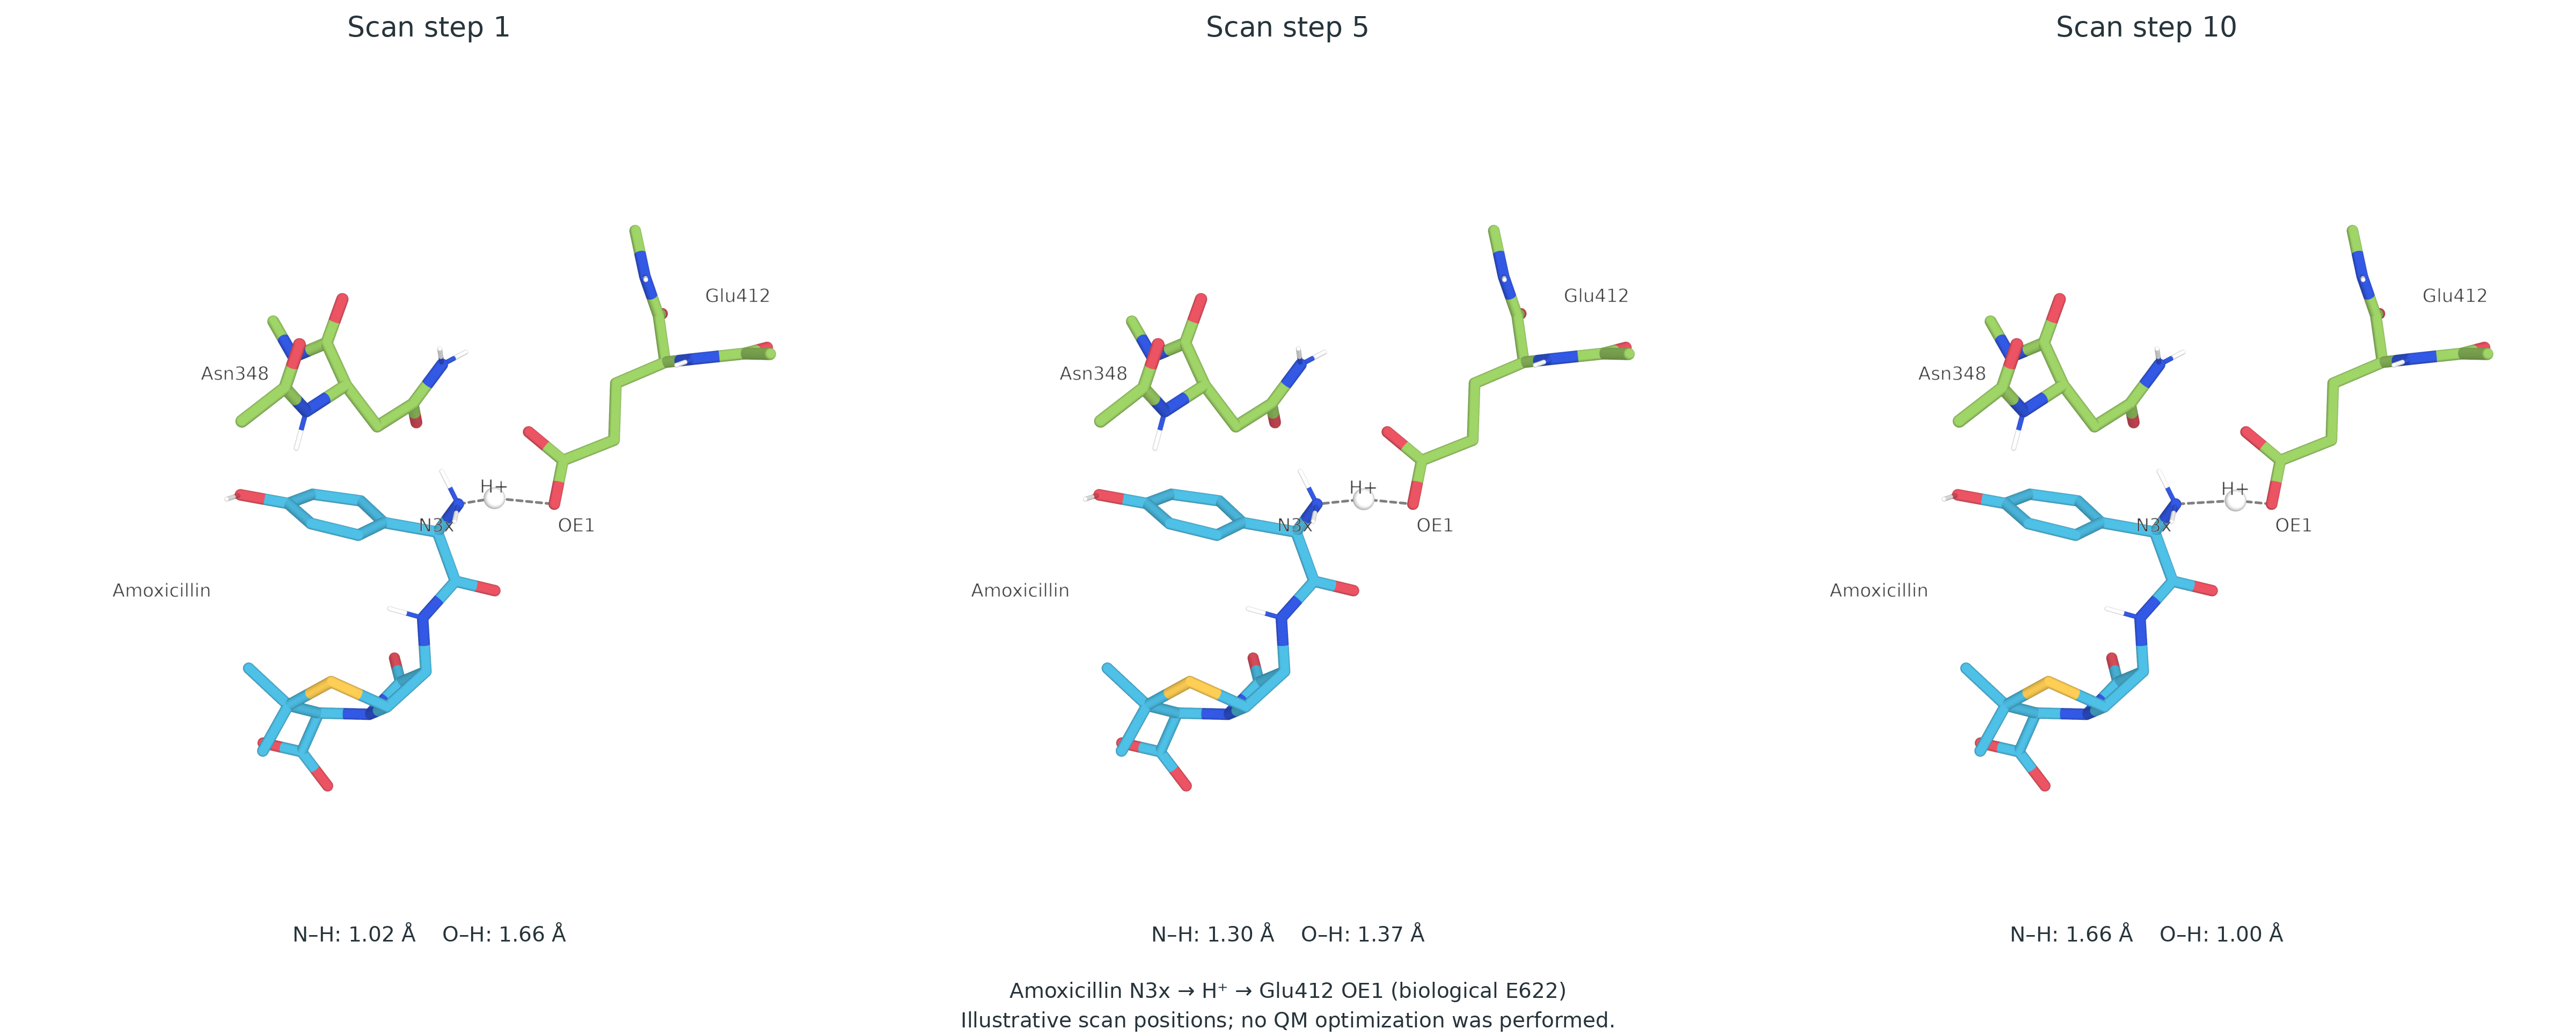 Scan step 1
Scan step 5
Scan step 10
Glu412
Asn348
H+
N3x
OE1
Amoxicillin
Glu412
Asn348
H+
N3x
OE1
Amoxicillin
Glu412
Asn348
H+
N3x
OE1
Amoxicillin
N–H: 1.02 Å O–H: 1.66 Å
N–H: 1.30 Å O–H: 1.37 Å
N–H: 1.66 Å O–H: 1.00 Å
Amoxicillin N3x → H⁺ → Glu412 OE1 (biological E622)
Illustrative scan positions; no QM optimization was performed.